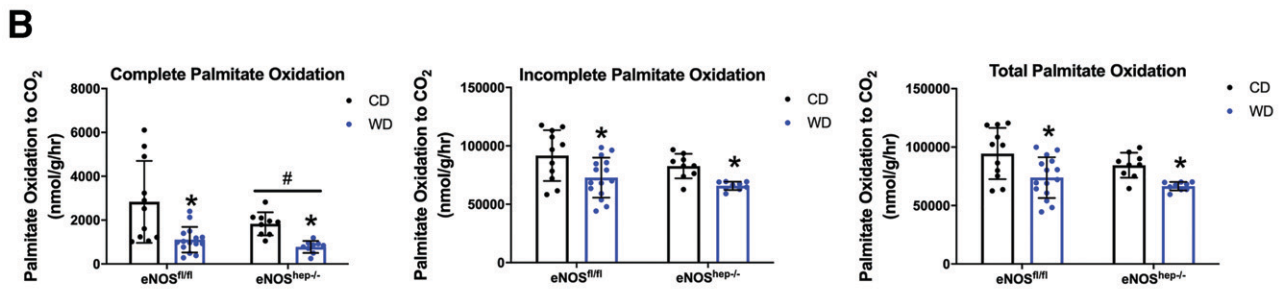 B
Complete Palmitate Oxidation
Palmitate Oxidation to CO2
(nmol/g/hr)
8000
6000
4000
2000
0
*
#
*
CD
WD
eNOSfl/fl
eNOShep-/-
Incomplete Palmitate Oxidation
Palmitate Oxidation to CO2
(nmol/g/hr)
150000
100000
50000
0
*
*
CD
WD
eNOSfl/fl
eNOShep-/-
Total Palmitate Oxidation
Palmitate Oxidation to CO2
(nmol/g/hr)
150000
100000
50000
0
*
*
CD
WD
eNOSfl/fl
eNOShep-/-